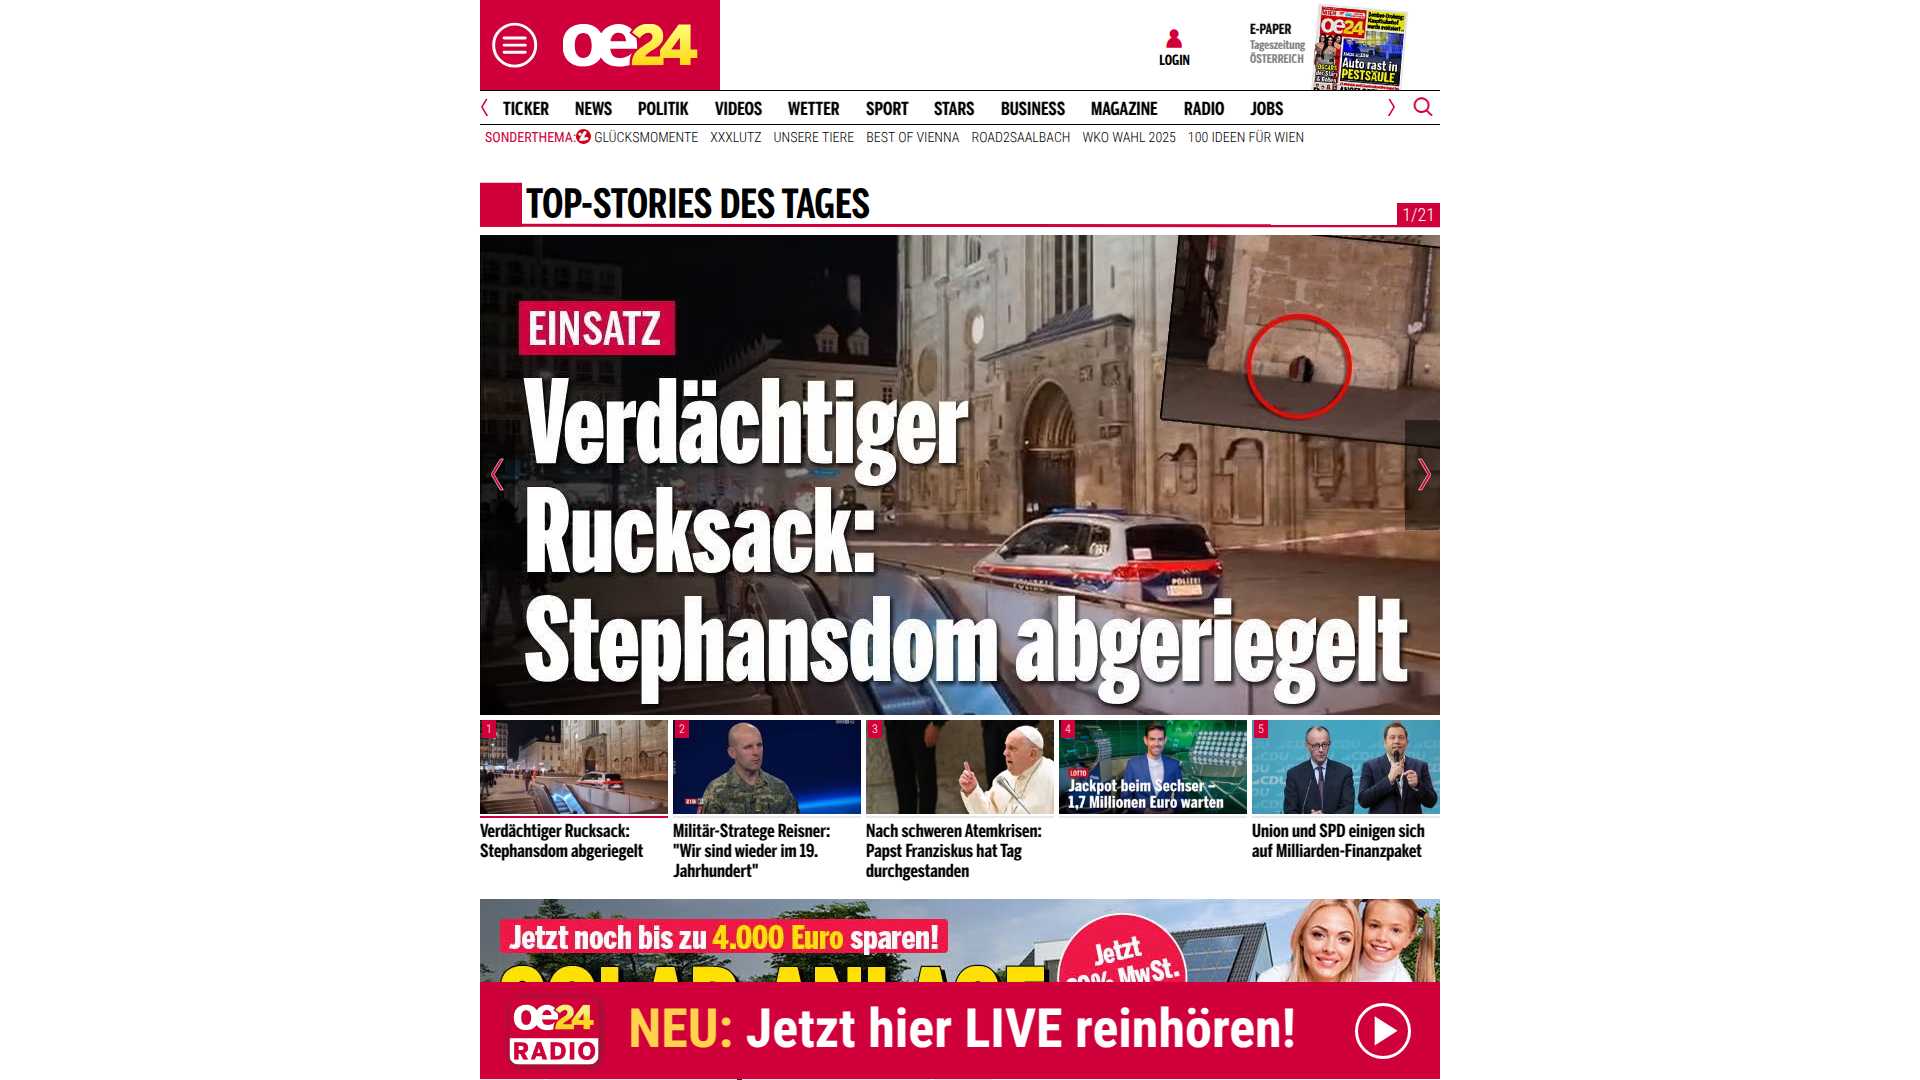 oe24
LOGIN
E-PAPER
Tageszeitung
ÖSTERREICH
oe24
Auto rast in
PESTSÄULE
TICKER NEWS POLITIK VIDEOS WETTER SPORT STARS BUSINESS MAGAZINE RADIO JOBS
SONDERTHEMA: GLÜCKSMOMENTE XXXLUTZ UNSERE TIERE BEST OF VIENNA ROAD2SAALBACH WKO WAHL 2025 100 IDEEN FÜR WIEN
TOP-STORIES DES TAGES
1/21
EINSATZ
Verdächtiger
Rucksack:
Stephansdom abgeriegelt
POLIZEI
1
2
3
4
5
LOTTO
Jackpot beim Sechser –
1,7 Millionen Euro warten
Verdächtiger Rucksack:
Stephansdom abgeriegelt
Militär-Stratege Reisner:
"Wir sind wieder im 19.
Jahrhundert"
Nach schweren Atemkrisen:
Papst Franziskus hat Tag
durchgestanden
Union und SPD einigen sich
auf Milliarden-Finanzpaket
Jetzt noch bis zu 4.000 Euro sparen!
Jetzt
MwSt.
oe24
RADIO
NEU: Jetzt hier LIVE reinhören!